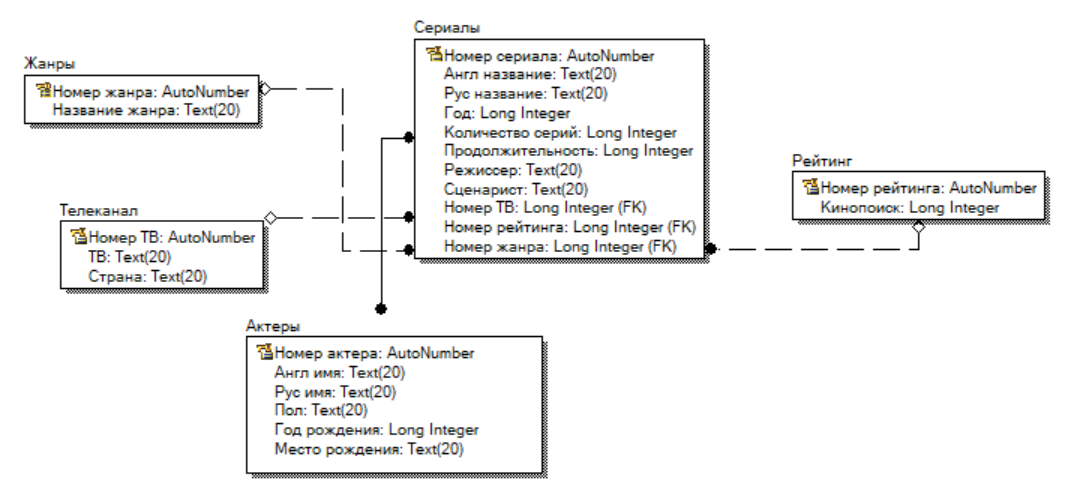 Жанры
Номер жанра: AutoNumber
Название жанра: Text(20)
Телеканал
Номер ТВ: AutoNumber
ТВ: Text(20)
Страна: Text(20)
Сериалы
Номер сериала: AutoNumber
Англ название: Text(20)
Рус название: Text(20)
Год: Long Integer
Количество серий: Long Integer
Продолжительность: Long Integer
Режиссер: Text(20)
Сценарист: Text(20)
Номер ТВ: Long Integer (FK)
Номер рейтинга: Long Integer (FK)
Номер жанра: Long Integer (FK)
Рейтинг
Номер рейтинга: AutoNumber
Кинопоиск: Long Integer
Актеры
Номер актера: AutoNumber
Англ имя: Text(20)
Рус имя: Text(20)
Пол: Text(20)
Год рождения: Long Integer
Место рождения: Text(20)